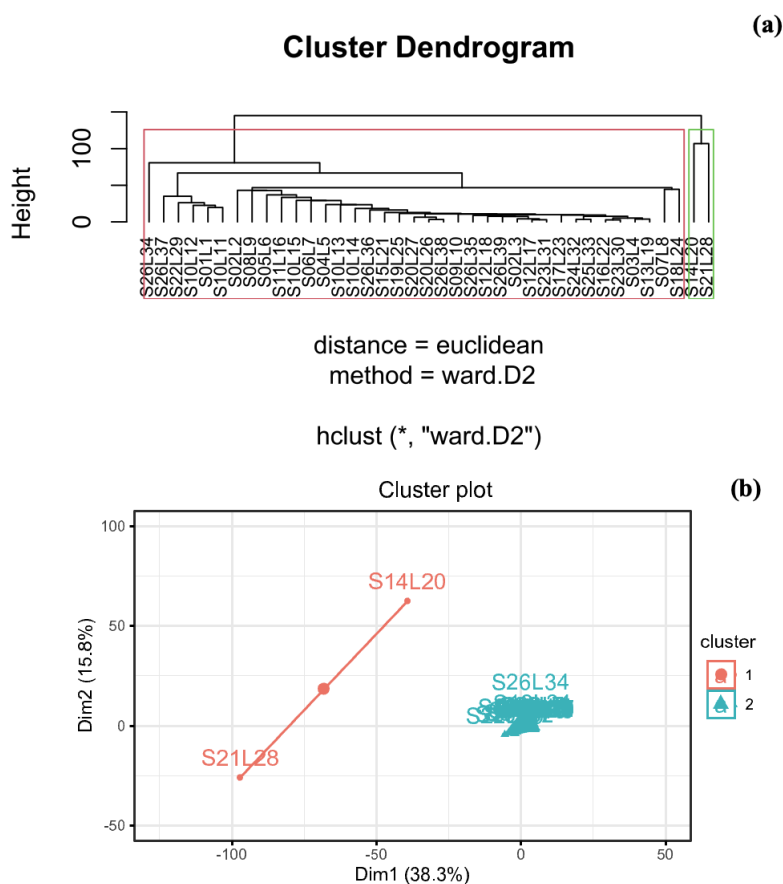 (a)
Cluster Dendrogram
Height
100
0
S26L34
S26L37
S22L29
S10L12
S01L1
S10L11
S02L2
S08L9
S05L6
S11L16
S10L15
S06L7
S04L5
S10L13
S10L14
S26L36
S15L21
S19L25
S20L27
S20L26
S26L38
S09L10
S26L35
S12L18
S26L39
S02L3
S12L17
S23L31
S17L23
S24L32
S25L33
S16L22
S23L30
S03L4
S13L19
S07L8
S18L24
S14L20
S21L28
distance = euclidean
method = ward.D2
hclust (*, "ward.D2")
(b)
Cluster plot
Dim2 (15.8%)
100
50
0
-50
S14L20
S26L34
S21L28
-100
-50
0
50
Dim1 (38.3%)
cluster
1
2